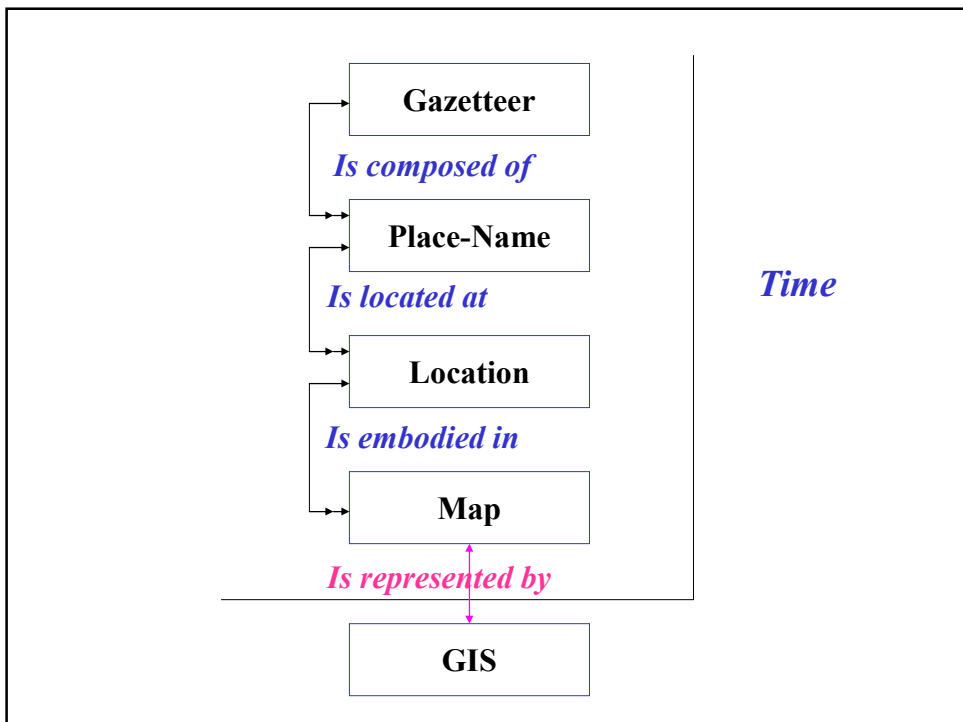 Gazetteer
Is composed of
Place-Name
Time
Is located at
Location
Is embodied in
Map
Is represented by
GIS